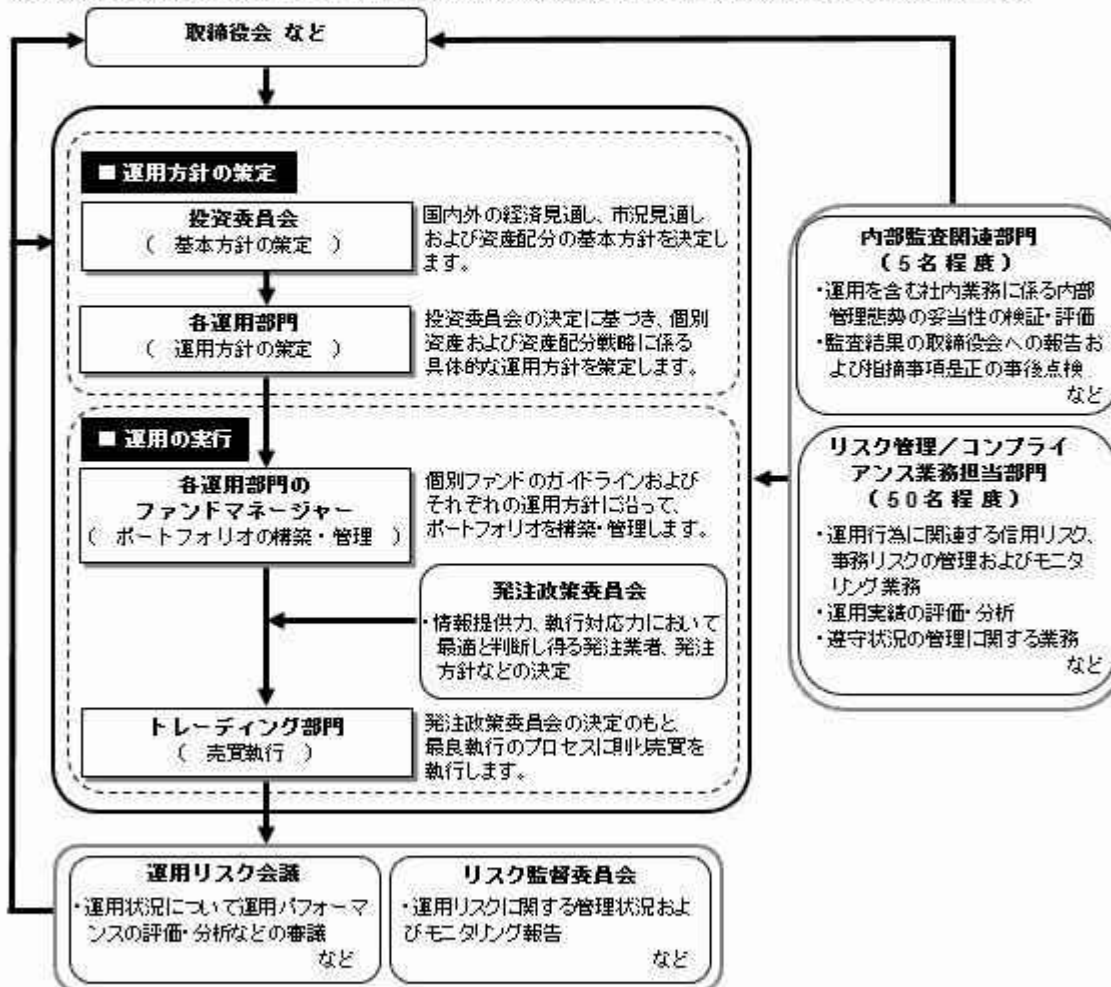 取締役会 など
■ 運用方針の策定
投資委員会
( 基本方針の策定 )
国内外の経済見通し、市況見通し
および資産配分の基本方針を決定し
ます。
各運用部門
( 運用方針の策定 )
投資委員会の決定に基づき、個別
資産および資産配分戦略に係る
具体的な運用方針を策定します。
■ 運用の実行
各運用部門の
ファンドマネージャー
( ポートフォリオの構築・管理 )
個別ファンドのガイドラインおよび
それぞれの運用方針に沿って、
ポートフォリオを構築・管理します。
発注政策委員会
・情報提供力、執行対応力において
最適と判断し得る発注業者、発注
方針などの決定
トレーディング部門
( 売買執行 )
発注政策委員会の決定のもと、
最良執行のプロセスに則り売買を
執行します。
内部監査関連部門
(5名程度)
・運用を含む社内業務に係る内部
管理態勢の妥当性の検証・評価
・監査結果の取締役会への報告お
よび指摘事項是正の事後点検
など
リスク管理/コンプライ
アンス業務担当部門
(50名程度)
・運用行為に関連する信用リスク、
事務リスクの管理およびモニタ
リング業務
・運用実績の評価・分析
・遵守状況の管理に関する業務
など
運用リスク会議
・運用状況について運用パフォーマ
ンスの評価・分析などの審議
など
リスク監督委員会
・運用リスクに関する管理状況およ
びモニタリング報告
など